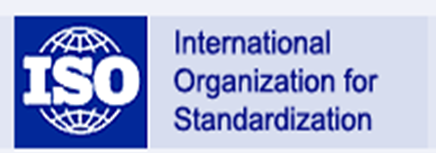 ISO
International
Organization for
Standardization